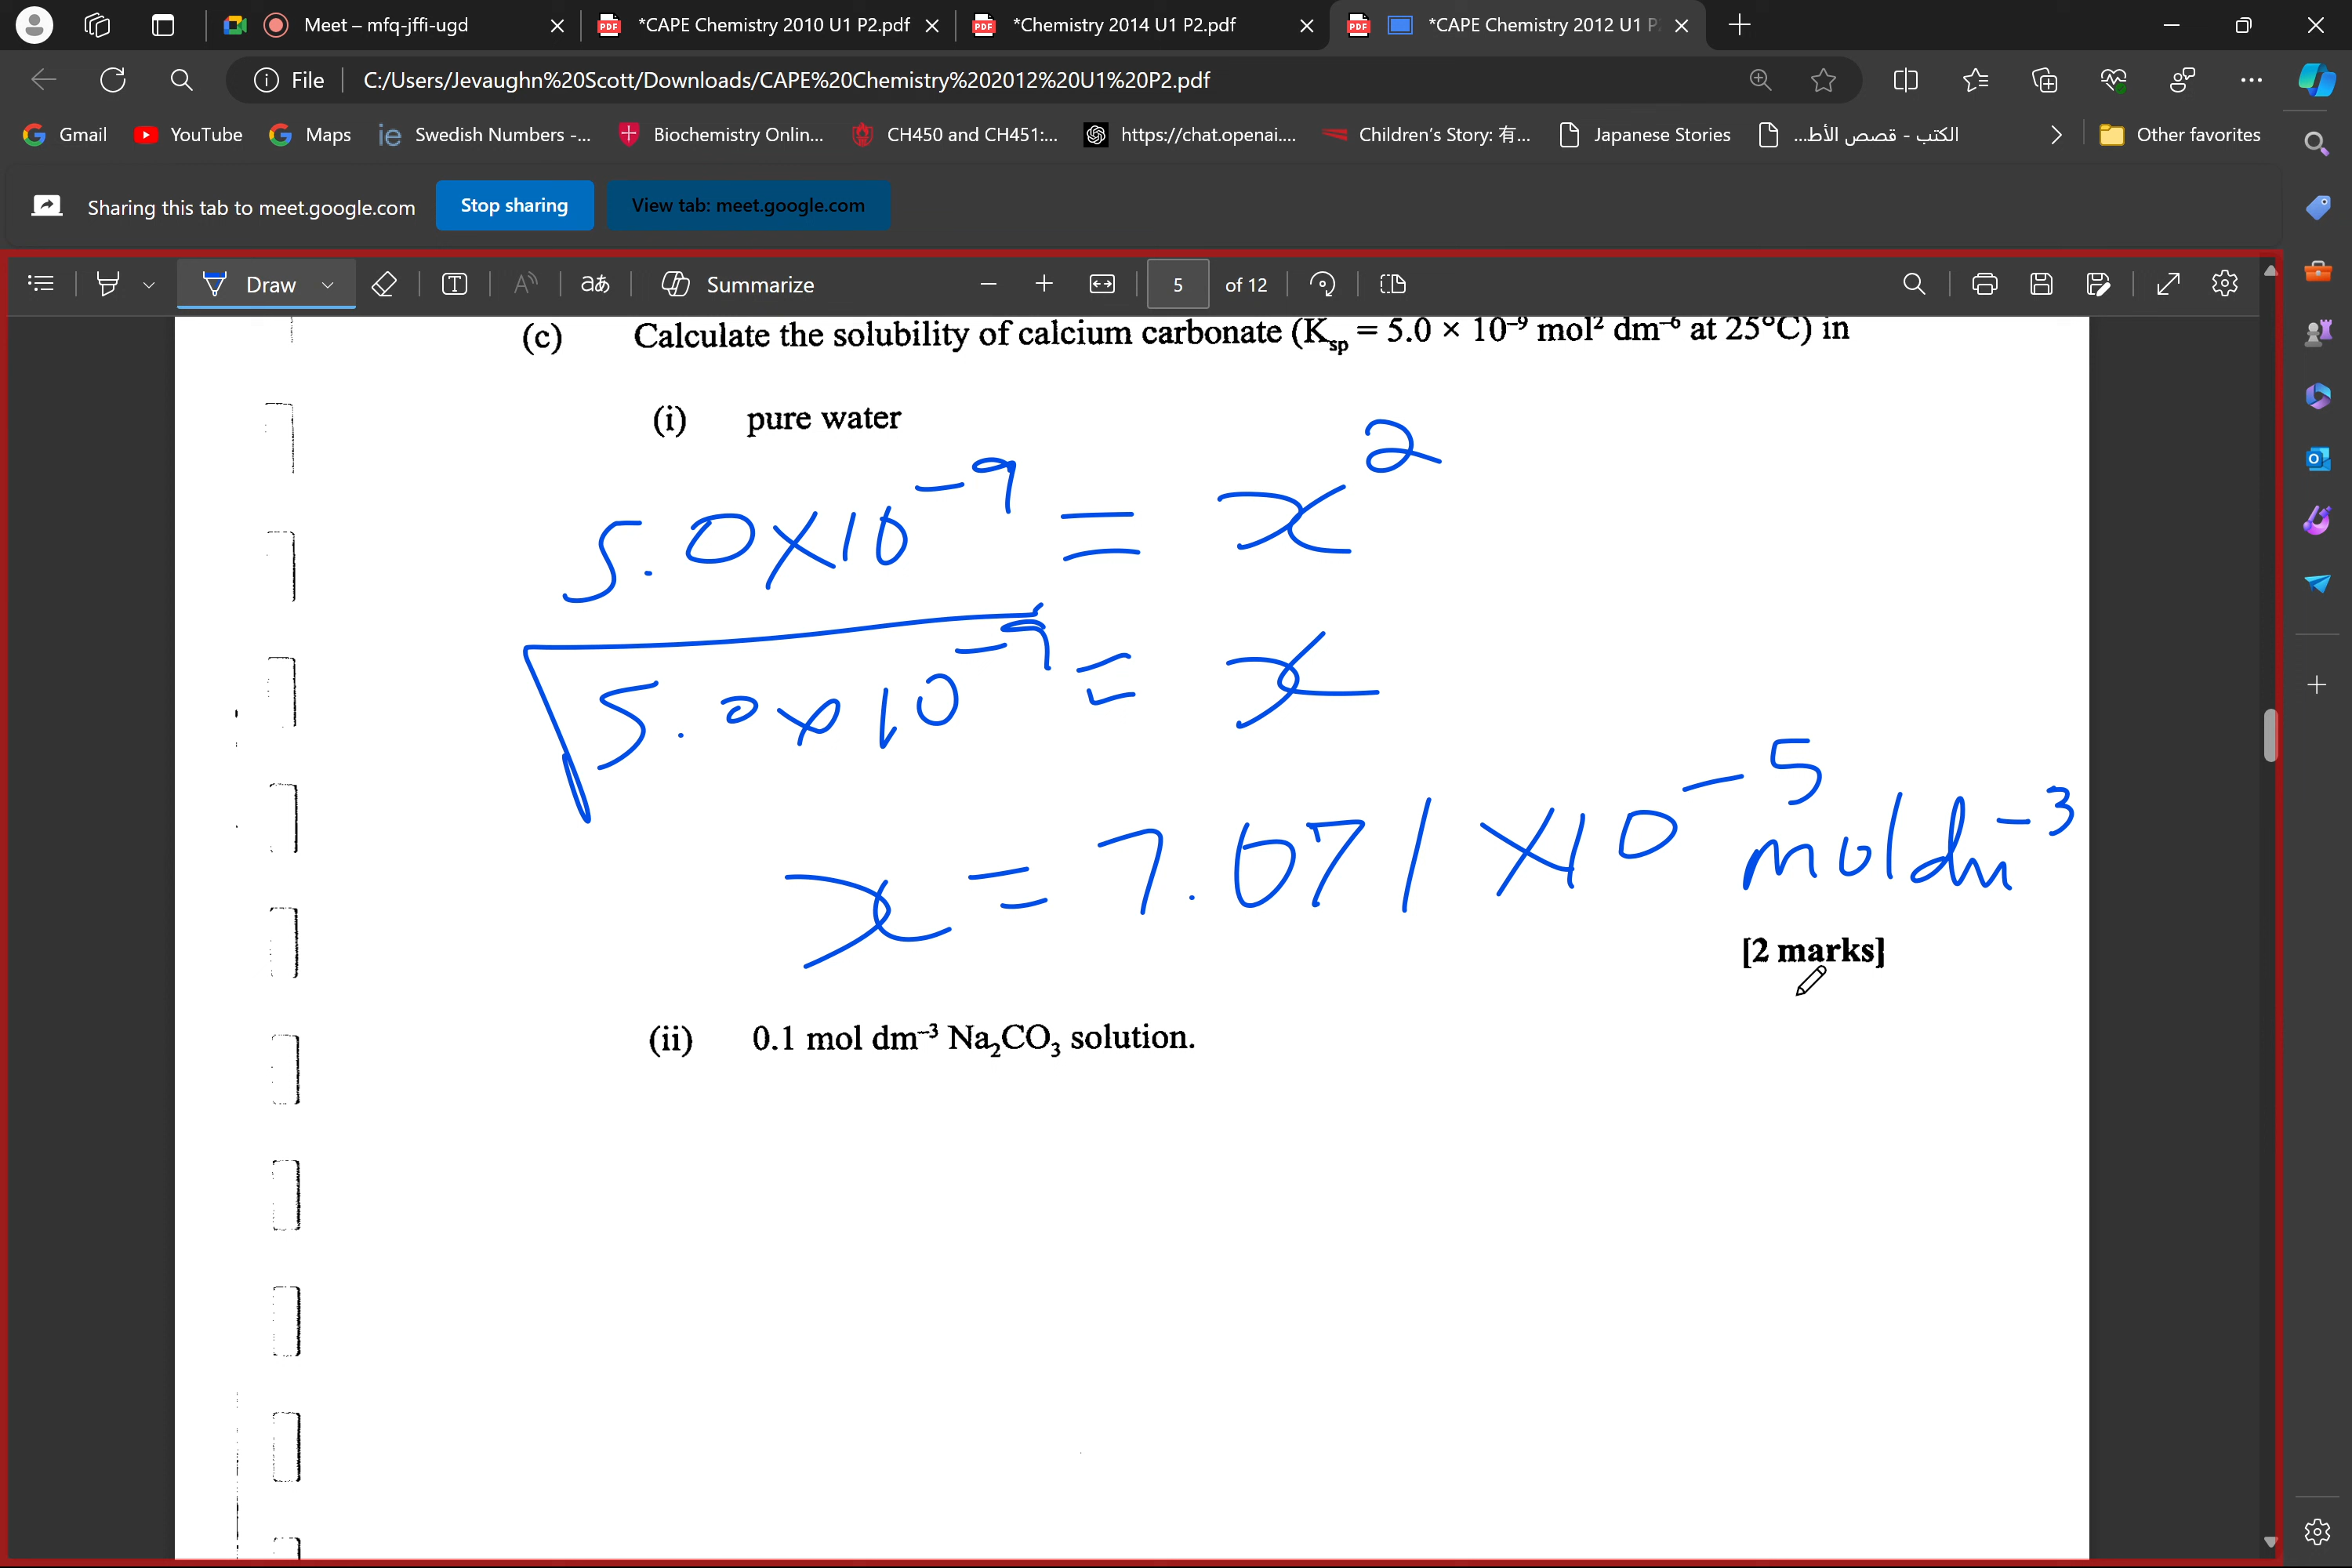 Meet – mfq-jffi-ugd
*CAPE Chemistry 2010 U1 P2.pdf
*Chemistry 2014 U1 P2.pdf
*CAPE Chemistry 2012 U1 P
File
C:/Users/Jevaughn%20Scott/Downloads/CAPE%20Chemistry%202012%20U1%20P2.pdf
Gmail
YouTube
Maps
Swedish Numbers -...
Biochemistry Onlin...
CH450 and CH451:...
https://chat.openai....
Children's Story: 有...
Japanese Stories
الكتب - قصص الأط...
Other favorites
Sharing this tab to meet.google.com
Stop sharing
View tab: meet.google.com
Draw
aあ
Summarize
5 of 12
(c) Calculate the solubility of calcium carbonate (Kₛₚ = 5.0 × 10⁻⁹ mol² dm⁻⁶ at 25°C) in
(i) pure water
5.0×10⁻⁹ = x²
√5.0×10⁻⁹ = x
x = 7.071 ×10⁻⁵ moldm⁻³
[2 marks]
(ii) 0.1 mol dm⁻³ Na₂CO₃ solution.